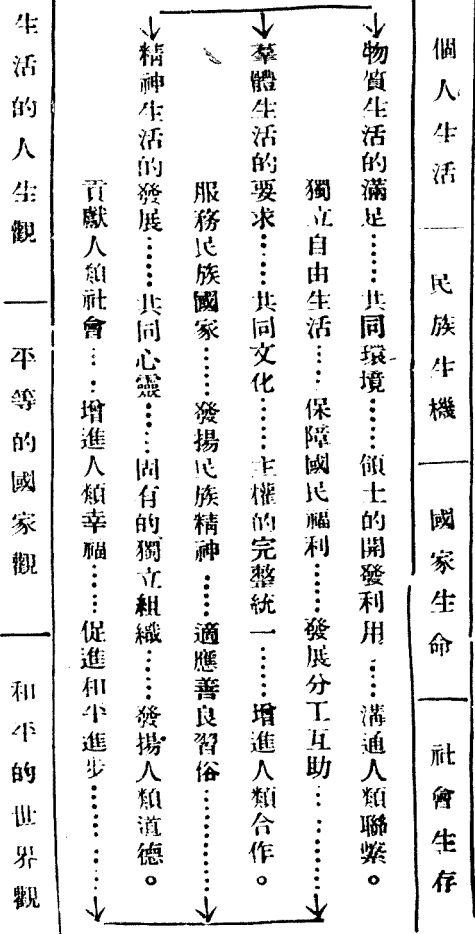 個人生活——民族生機——國家生命——社會生存
物質生活的滿足……共同環境……領土的開發利用……溝通人類聯繫。
獨立自由生活……保障國民福利……發展分工互助……
羣體生活的要求……共同文化……主權的完整統一……增進人類合作。
服務民族國家……發揚民族精神……適應善良習俗……
精神生活的發展……共同心靈……固有的獨立組織……發揚人類道德。
貢獻人類社會……增進人類幸福……促進和平進步……
生活的人生觀——平等的國家觀——和平的世界觀